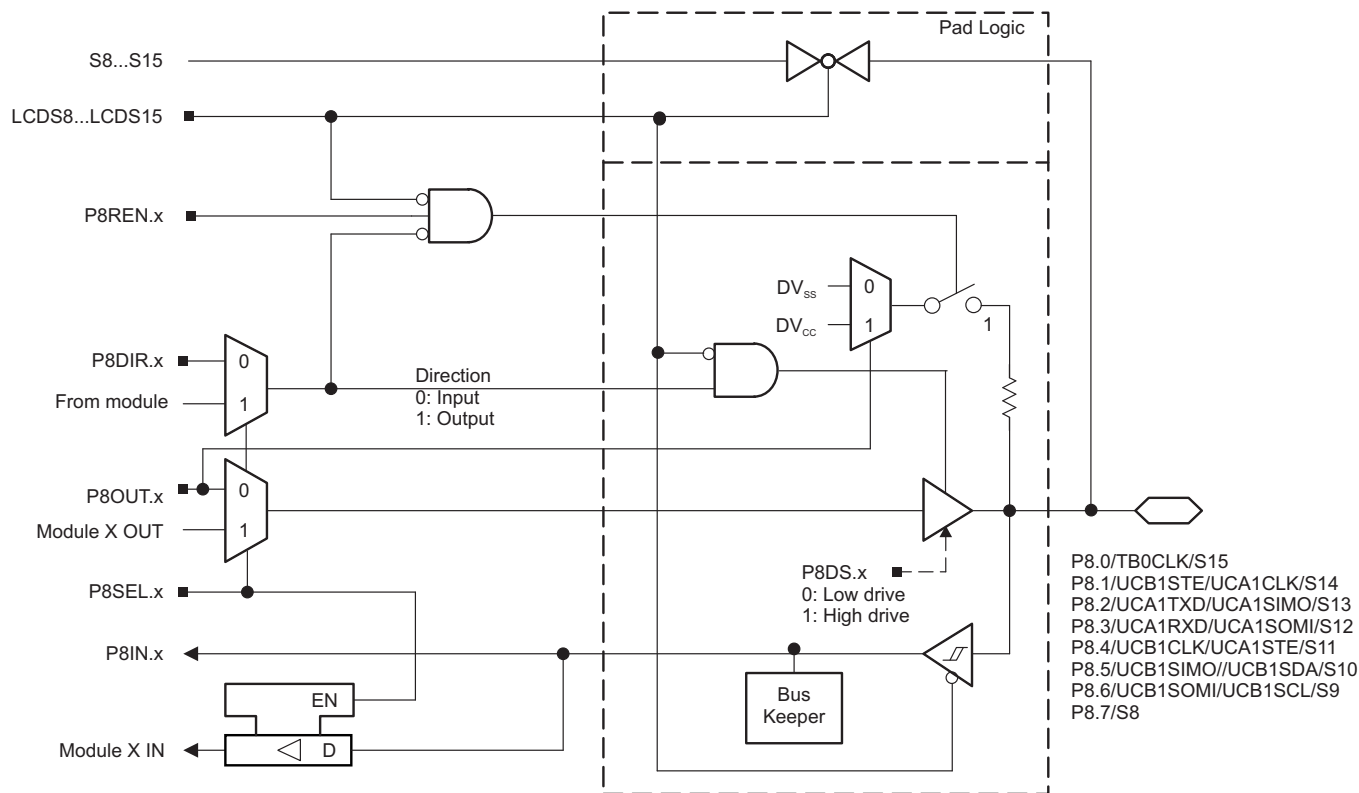 Pad Logic
S8...S15
LCDS8...LCDS15
P8REN.x
DVSS
0
DVCC
1
1
P8DIR.x
0
From module
1
Direction
0: Input
1: Output
P8OUT.x
0
Module X OUT
1
P8DS.x
0: Low drive
1: High drive
P8SEL.x
P8IN.x
EN
D
Module X IN
Bus
Keeper
P8.0/TB0CLK/S15
P8.1/UCB1STE/UCA1CLK/S14
P8.2/UCA1TXD/UCA1SIMO/S13
P8.3/UCA1RXD/UCA1SOMI/S12
P8.4/UCB1CLK/UCA1STE/S11
P8.5/UCB1SIMO//UCB1SDA/S10
P8.6/UCB1SOMI/UCB1SCL/S9
P8.7/S8